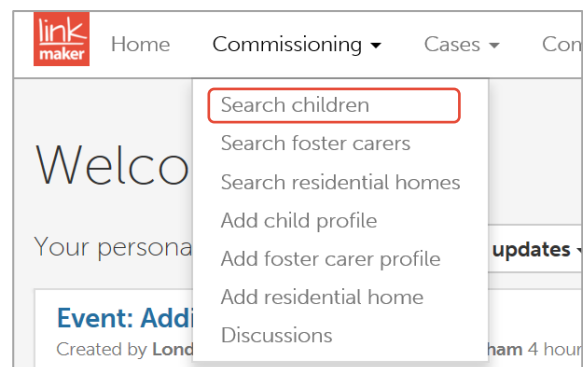 link
maker
Home Commissioning Cases Con
Search children
Search foster carers
Search residential homes
Add child profile
Add foster carer profile
Add residential home
Discussions
Welco
Your persona updates
Event: Addi
Created by Lond ham 4 hour